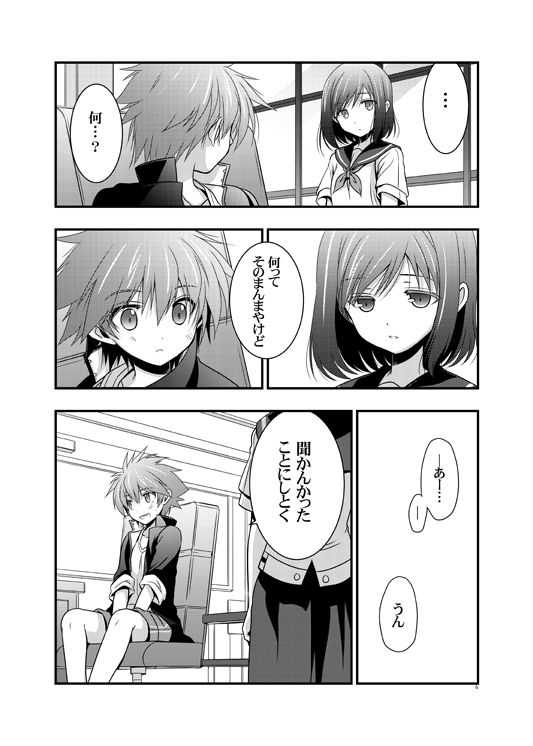 …
何…？
何って
そのまんまやけど
―あー…
―
うん
聞かんかった
ことにしとく
6